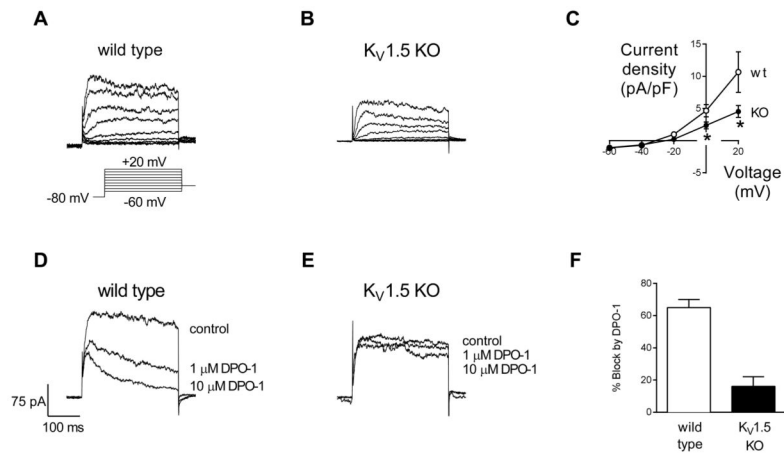 A
wild type
+20 mV
-80 mV
-60 mV
B
KV1.5 KO
C
Current
density
(pA/pF)
15
10
5
-5
-60
-40
-20
0
20
wt
KO
*
*
Voltage
(mV)
D
wild type
control
1 µM DPO-1
10 µM DPO-1
75 pA
100 ms
E
KV1.5 KO
control
1 µM DPO-1
10 µM DPO-1
F
% Block by DPO-1
80
60
40
20
0
wild
type
KV1.5
KO